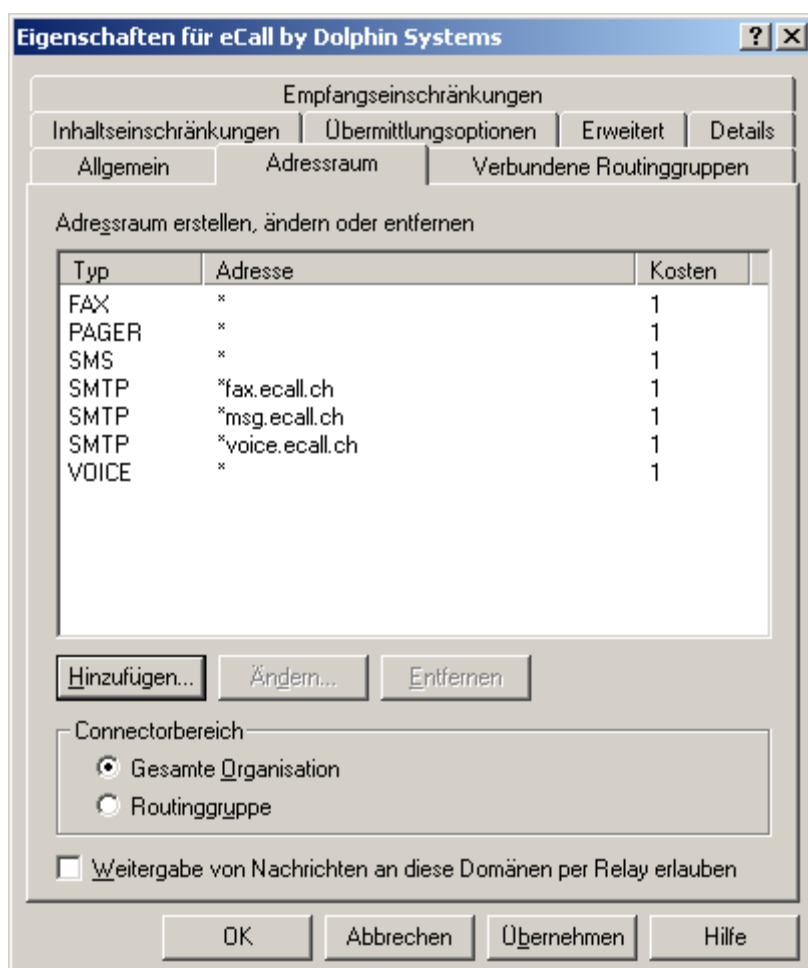 Eigenschaften für eCall by Dolphin Systems ? X
Empfangseinschränkungen
Inhaltseinschränkungen Übermittlungsoptionen Erweitert Details
Allgemein Adressraum Verbundene Routinggruppen
Adressraum erstellen, ändern oder entfernen
Typ Adresse Kosten
FAX * 1
PAGER * 1
SMS * 1
SMTP *fax.ecall.ch 1
SMTP *msg.ecall.ch 1
SMTP *voice.ecall.ch 1
VOICE * 1
Hinzufügen... Ändern... Entfernen
Connectorbereich
Gesamte Organisation
Routinggruppe
Weitergabe von Nachrichten an diese Domänen per Relay erlauben
OK Abbrechen Übernehmen Hilfe